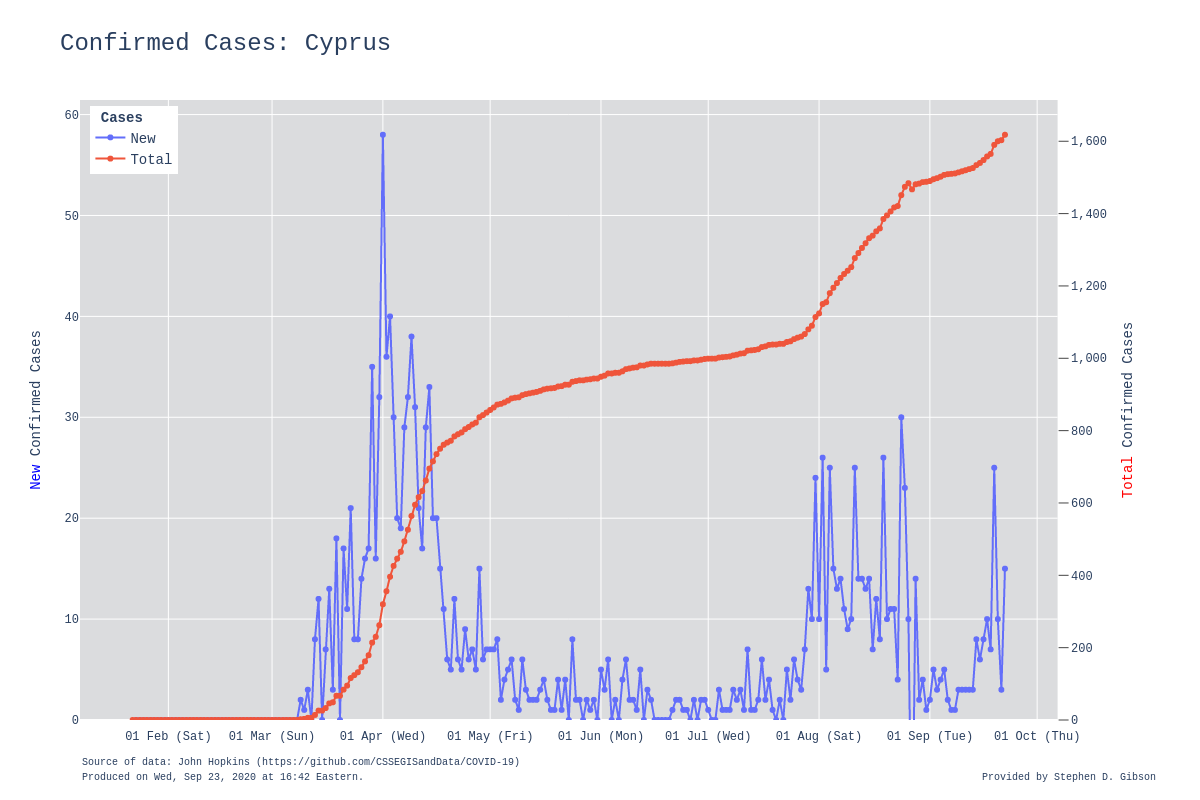 Confirmed Cases: Cyprus
Cases
New
Total
60
50
40
30
20
10
0
1,600
1,400
1,200
1,000
800
600
400
200
0
New Confirmed Cases
Total Confirmed Cases
01 Feb (Sat) 01 Mar (Sun) 01 Apr (Wed) 01 May (Fri) 01 Jun (Mon) 01 Jul (Wed) 01 Aug (Sat) 01 Sep (Tue) 01 Oct (Thu)
Source of data: John Hopkins (https://github.com/CSSEGISandData/COVID-19)
Produced on Wed, Sep 23, 2020 at 16:42 Eastern.
Provided by Stephen D. Gibson